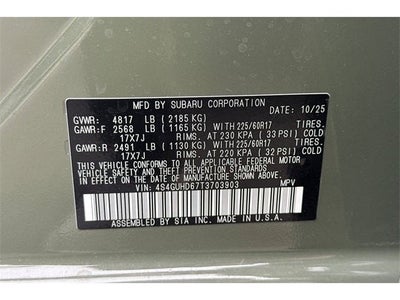 MFD BY SUBARU CORPORATION DATE: 10/25
GVWR: 4817 LB (2185 KG)
GAWR:F 2568 LB (1165 KG) WITH 225/60R17 TIRES.
17X7J RIMS. AT 230 KPA (33 PSI) COLD
GAWR:R 2491 LB (1130 KG) WITH 225/60R17 TIRES.
17X7J RIMS. AT 220 KPA (32 PSI) COLD
THIS VEHICLE CONFORMS TO ALL APPLICABLE FEDERAL MOTOR
VEHICLE SAFETY AND THEFT PREVENTION STANDARDS IN EFFECT
ON THE DATE OF MANUFACTURE SHOWN ABOVE.
VIN: 4S4GUHD67T3703903 MPV
ASSEMBLED BY SIA INC. MADE IN U.S.A.